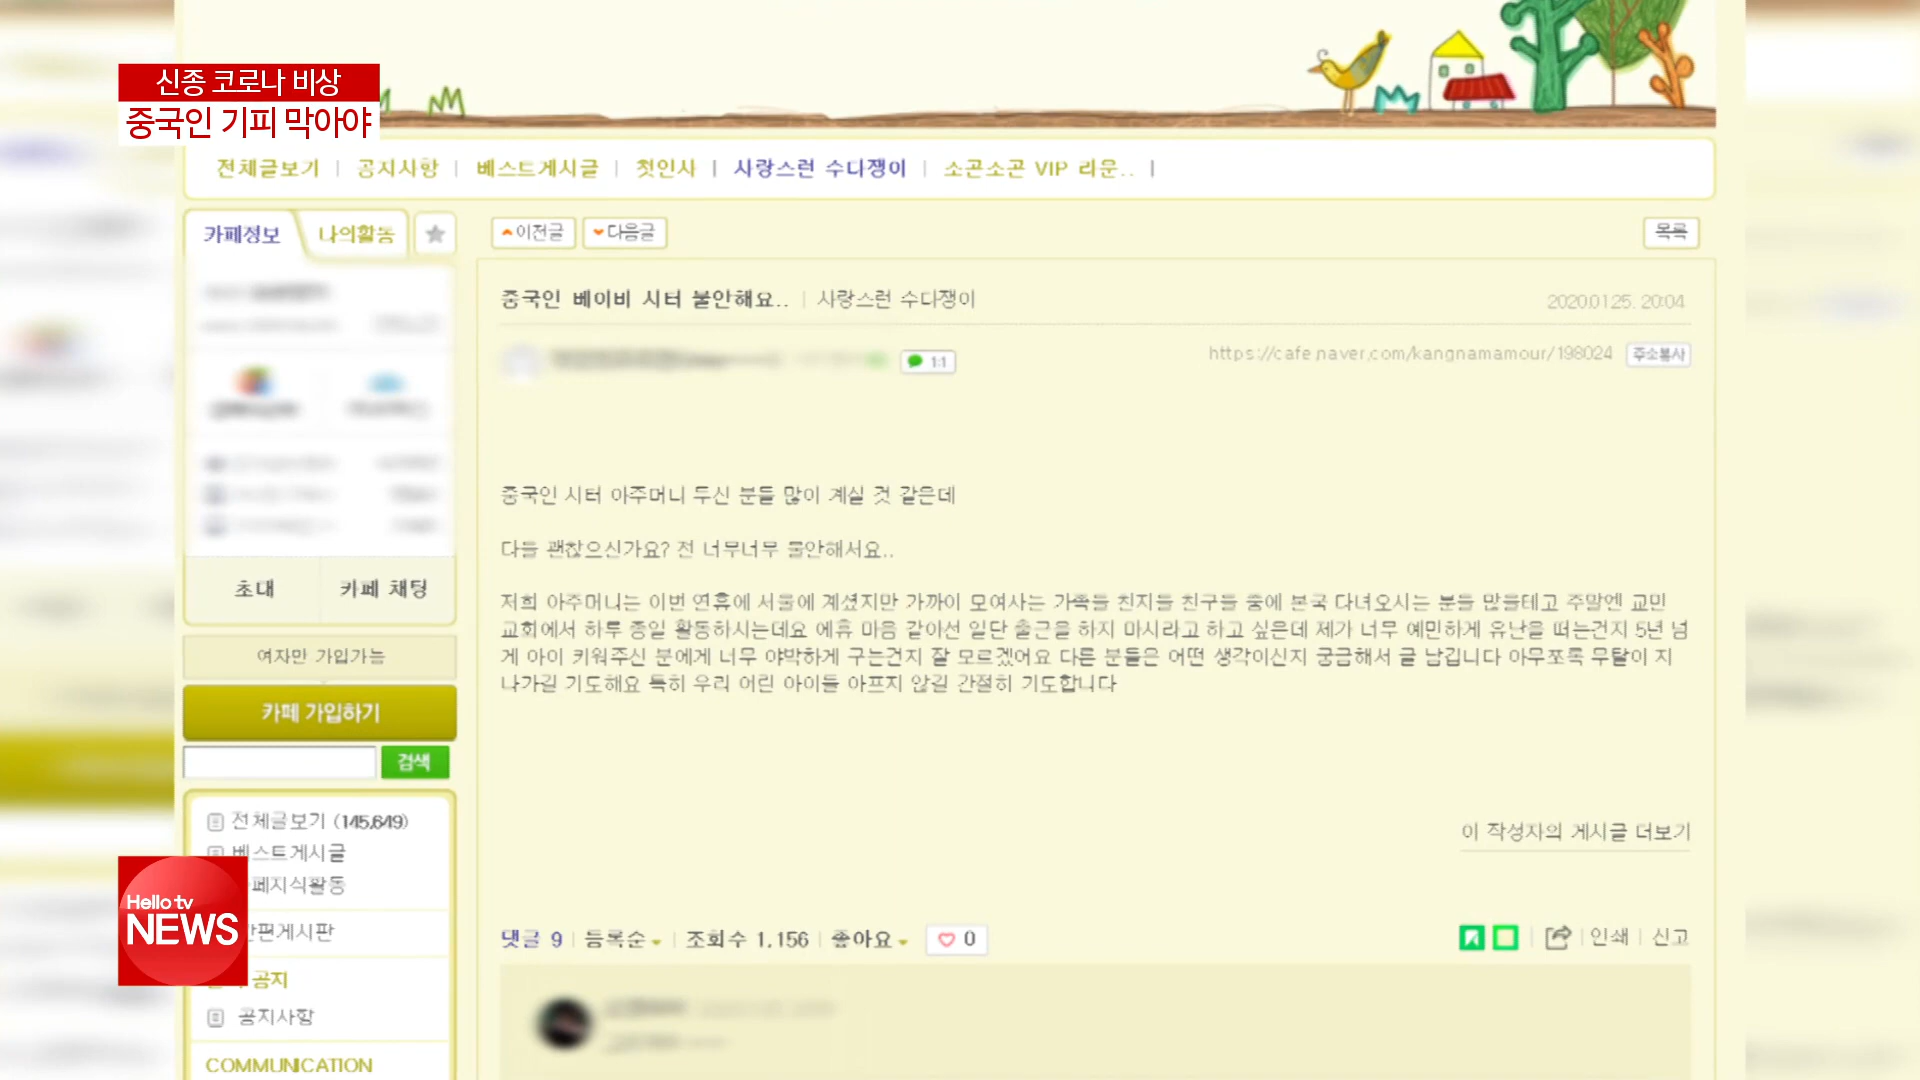 신종 코로나 비상
중국인 기피 막아야
전체글보기 | 공지사항 | 베스트게시글 | 첫인사 | 사랑스런 수다쟁이 | 소곤소곤 VIP 리문.. |
카페정보
나의활동
이전글
다음글
목록
중국인 베이비 시터 불안해요.. | 사랑스런 수다쟁이
2020.01.25. 20:04
1:1
https://cafe.naver.com/kangnamamour/198024
주소복사
중국인 시터 아주머니 두신 분들 많이 계실 것 같은데
다들 괜찮으신가요? 전 너무너무 불안해서요..
저희 아주머니는 이번 연휴에 서울에 계셨지만 가까이 모여사는 가족들 친지들 친구들 중에 본국 다녀오시는 분들 많을테고 주말엔 교민
교회에서 하루 종일 활동하시는데요 에휴 마음 같아선 일단 출근을 하지 마시라고 하고 싶은데 제가 너무 예민하게 유난을 떠는건지 5년 넘
게 아이 키워주신 분에게 너무 야박하게 구는건지 잘 모르겠어요 다른 분들은 어떤 생각이신지 궁금해서 글 남깁니다 아무쪼록 무탈이 지
나가길 기도해요 특히 우리 어린 아이들 아프지 않길 간절히 기도합니다
초대
카페 채팅
여자만 가입가능
카페 가입하기
검색
전체글보기 (145,649)
베스트게시글
페지식활동
편게시판
공지
공지사항
COMMUNICATION
이 작성자의 게시글 더보기
댓글 9 | 등록순 | 조회수 1,156 | 좋아요 0
인쇄 | 신고
Hello tv
NEWS